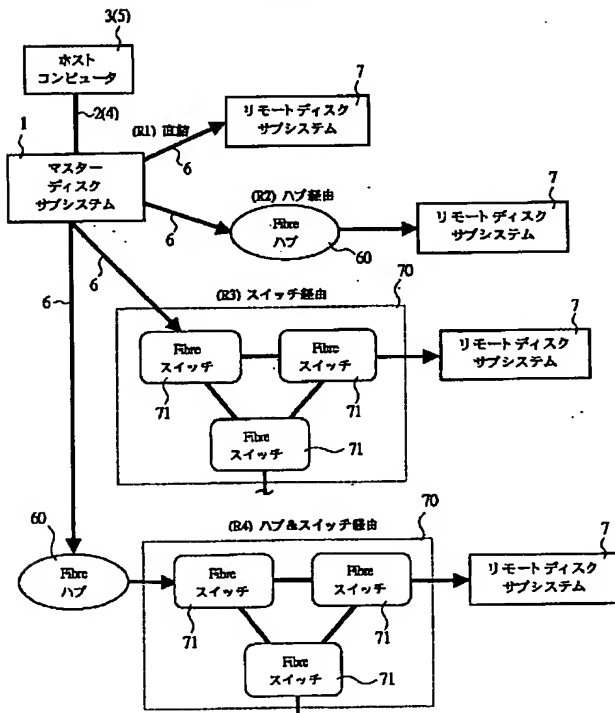 3(5)
ホスト
コンピュータ
2(4)
1
マスター
ディスク
サブシステム
(R1) 直結
6
7
リモートディスク
サブシステム
(R2) ハブ経由
6
Fibre
ハブ
60
7
リモートディスク
サブシステム
6
6
(R3) スイッチ経由
70
Fibre
スイッチ
71
Fibre
スイッチ
71
Fibre
スイッチ
71
7
リモートディスク
サブシステム
60
Fibre
ハブ
(R4) ハブ&スイッチ経由
70
Fibre
スイッチ
71
Fibre
スイッチ
71
Fibre
スイッチ
71
7
リモートディスク
サブシステム